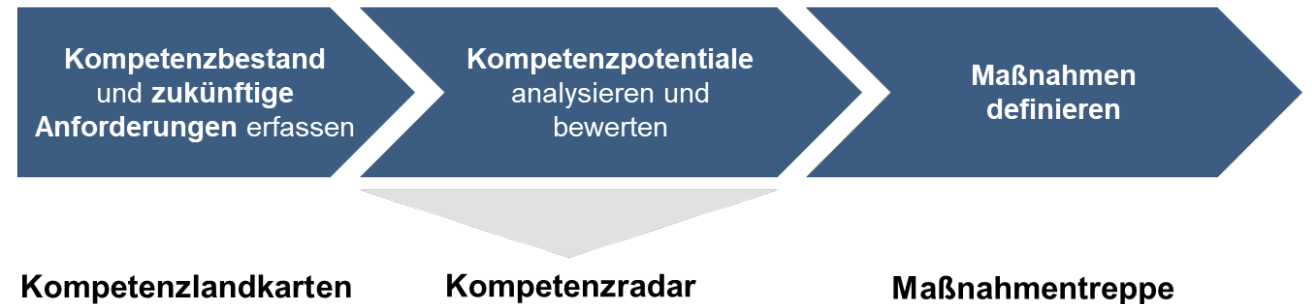 Kompetenzbestand
und zukünftige
Anforderungen erfassen
Kompetenzpotentiale
analysieren und
bewerten
Maßnahmen
definieren
Kompetenzlandkarten
Kompetenzradar
Maßnahmentreppe